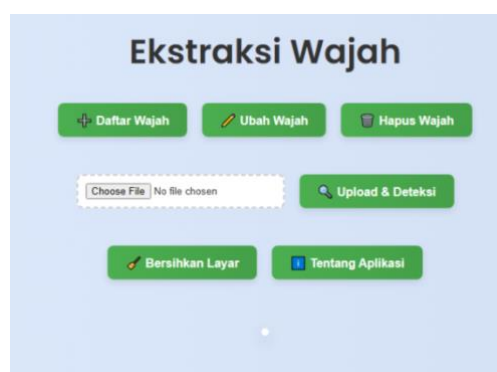 Ekstraksi Wajah
Daftar Wajah Ubah Wajah Hapus Wajah
Choose File No file chosen Upload & Deteksi
Bersihkan Layar Tentang Aplikasi